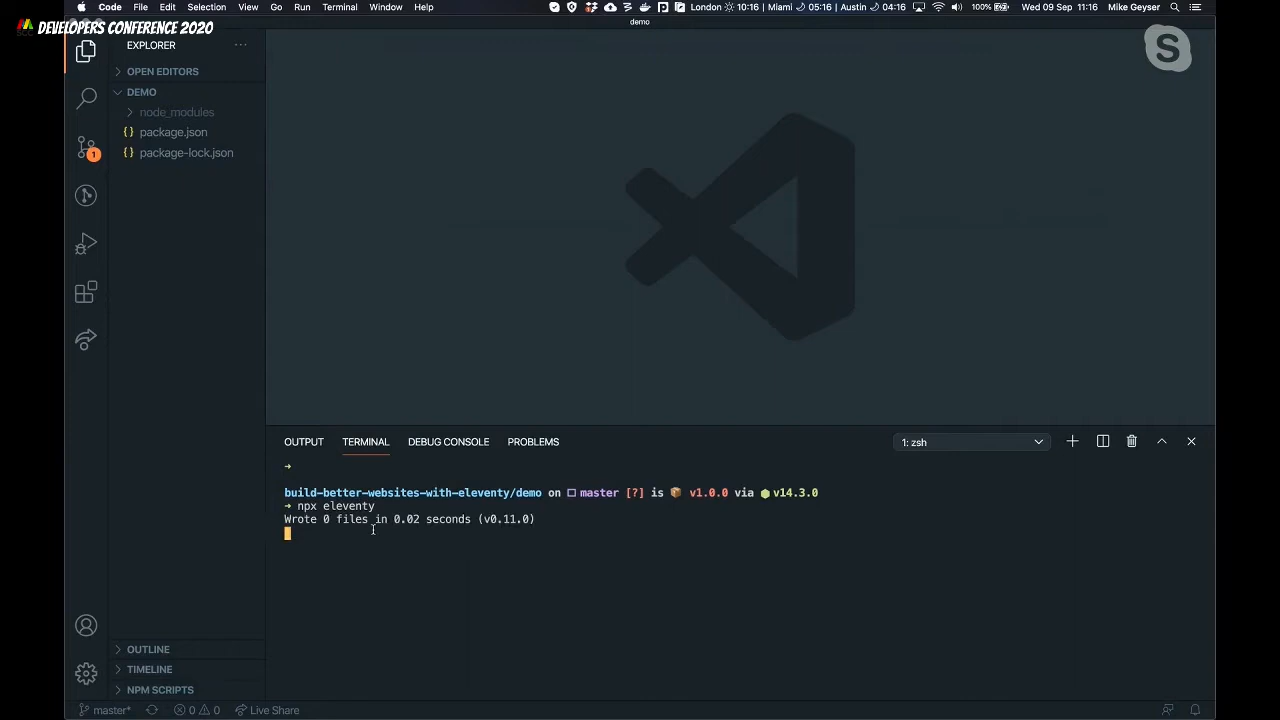 Code File Edit Selection View Go Run Terminal Window Help London 10:16 | Miami 05:16 | Austin 04:16 100% Wed 09 Sep 11:16 Mike Geyser
DEVELOPERS CONFERENCE 2020
demo
EXPLORER
OPEN EDITORS
DEMO
node_modules
{} package.json
{} package-lock.json
1
S
OUTPUT TERMINAL DEBUG CONSOLE PROBLEMS 1: zsh
➜
build-better-websites-with-eleventy/demo on master [?] is 📦 v1.0.0 via v14.3.0
➜ npx eleventy
Wrote 0 files in 0.02 seconds (v0.11.0)
OUTLINE
TIMELINE
NPM SCRIPTS
master* 0 0 Live Share